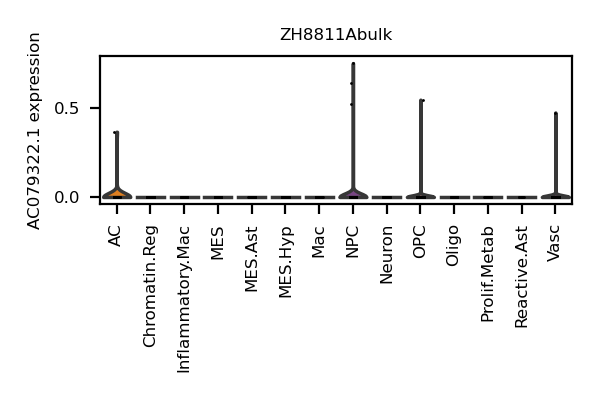 ZH8811Abulk
AC079322.1 expression
0.5
0.0
AC
Chromatin.Reg
Inflammatory.Mac
MES
MES.Ast
MES.Hyp
Mac
NPC
Neuron
OPC
Oligo
Prolif.Metab
Reactive.Ast
Vasc